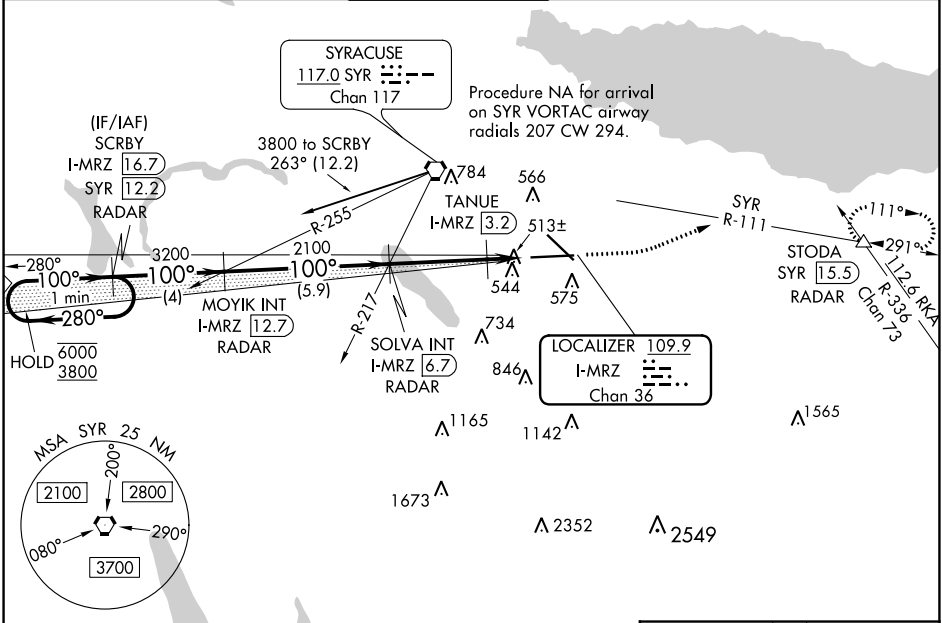 SYRACUSE
117.0 SYR
Chan 117
Procedure NA for arrival
on SYR VORTAC airway
radials 207 CW 294.
(IF/IAF)
SCRBY
I-MRZ 16.7
SYR 12.2
RADAR
3800 to SCRBY
263° (12.2)
R-255
784
566
TANUE
I-MRZ 3.2
513±
SYR
R-111
111°
291°
STODA
SYR 15.5
RADAR
112.6 RKA
R-336
Chan 73
280°
100°
1 min
280°
3200
100°
(4)
2100
100°
(5.9)
544
575
HOLD 6000
3800
MOYIK INT
I-MRZ 12.7
RADAR
R-217
SOLVA INT
I-MRZ 6.7
RADAR
734
846
LOCALIZER 109.9
I-MRZ
Chan 36
1165
1142
1565
1673
2352
2549
MSA SYR 25 NM
200°
2100
2800
080°
290°
3700